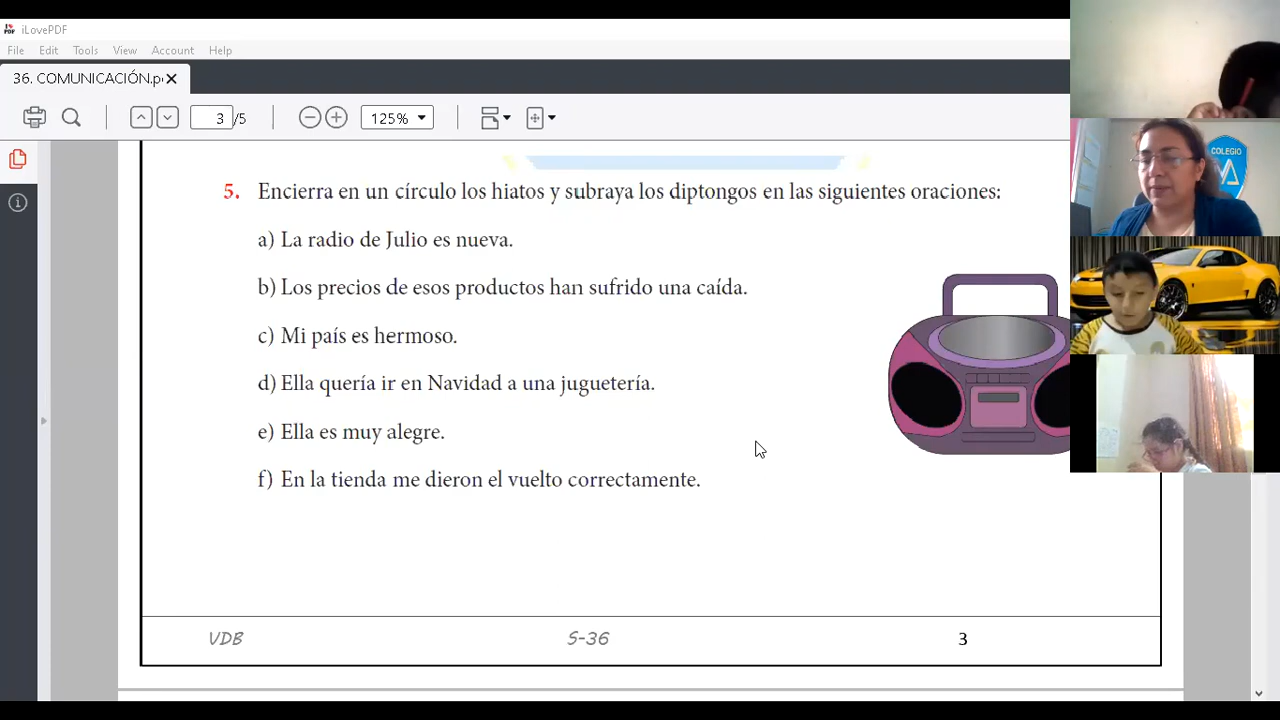 iLovePDF
File Edit Tools View Account Help
36. COMUNICACIÓN.p
3 /5
125%
5. Encierra en un círculo los hiatos y subraya los diptongos en las siguientes oraciones:
a) La radio de Julio es nueva.
b) Los precios de esos productos han sufrido una caída.
c) Mi país es hermoso.
d) Ella quería ir en Navidad a una juguetería.
e) Ella es muy alegre.
f) En la tienda me dieron el vuelto correctamente.
VDB S-36 3
COLEGIO